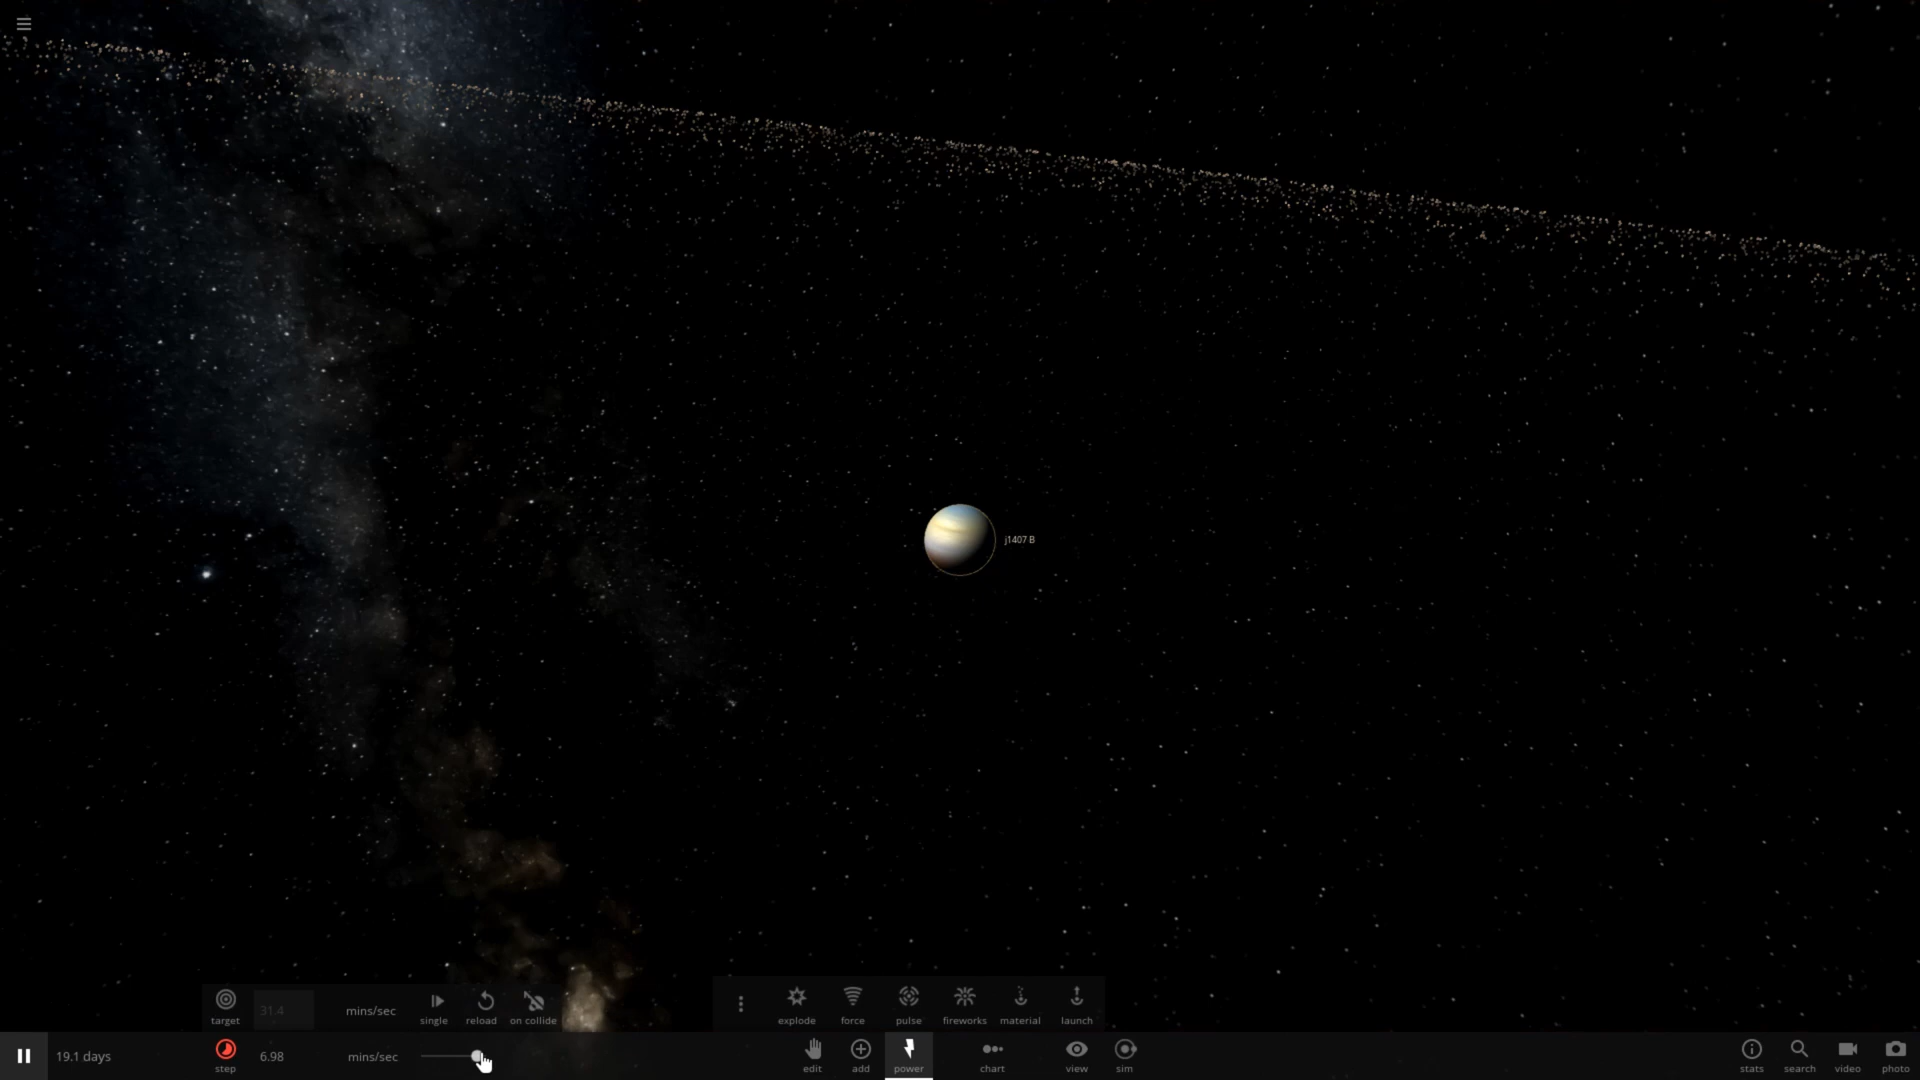 j1407 B
target
31.4
mins/sec
single
reload
on collide
explode
force
pulse
fireworks
material
launch
19.1 days
step
6.98
mins/sec
edit
add
power
chart
view
sim
stats
search
video
photo